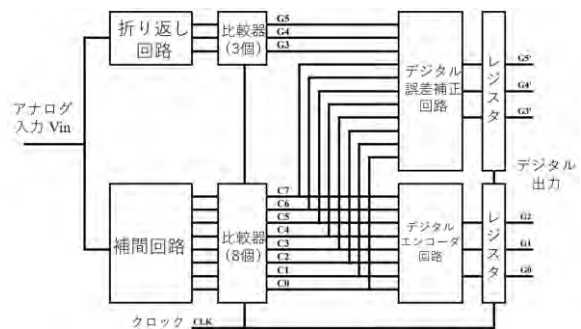 折り返し
回路
比較器
(3個)
G5
G4
G3
デジタル
誤差補正
回路
レジスタ
G5'
G4'
G3'
アナログ
入力 Vin
デジタル
出力
補間回路
比較器
(8個)
C7
C6
C5
C4
C3
C2
C1
C0
デジタル
エンコーダ
回路
レジスタ
G2
G1
G0
クロック CLK